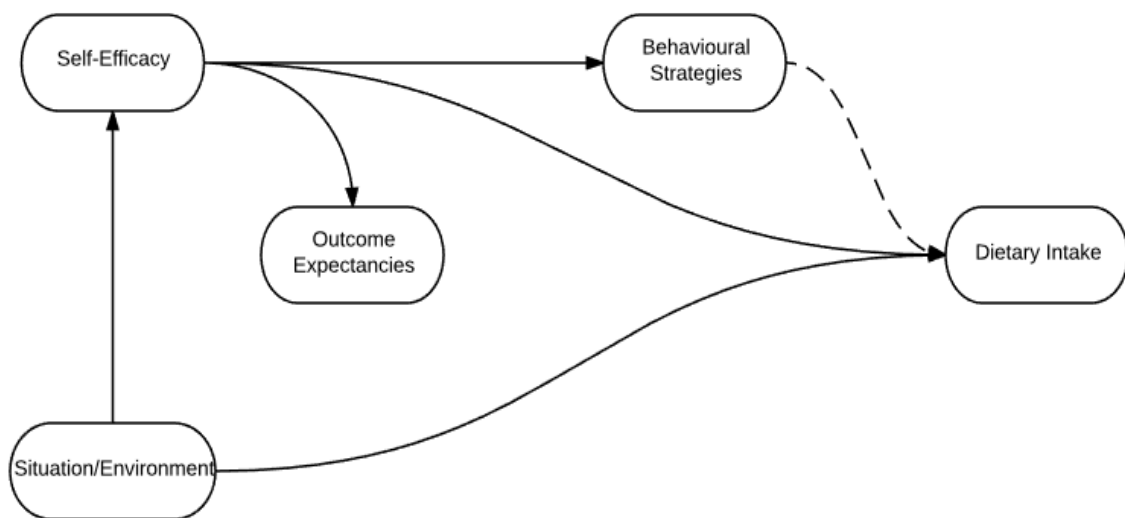 Self-Efficacy
Behavioural
Strategies
Outcome
Expectancies
Dietary Intake
Situation/Environment